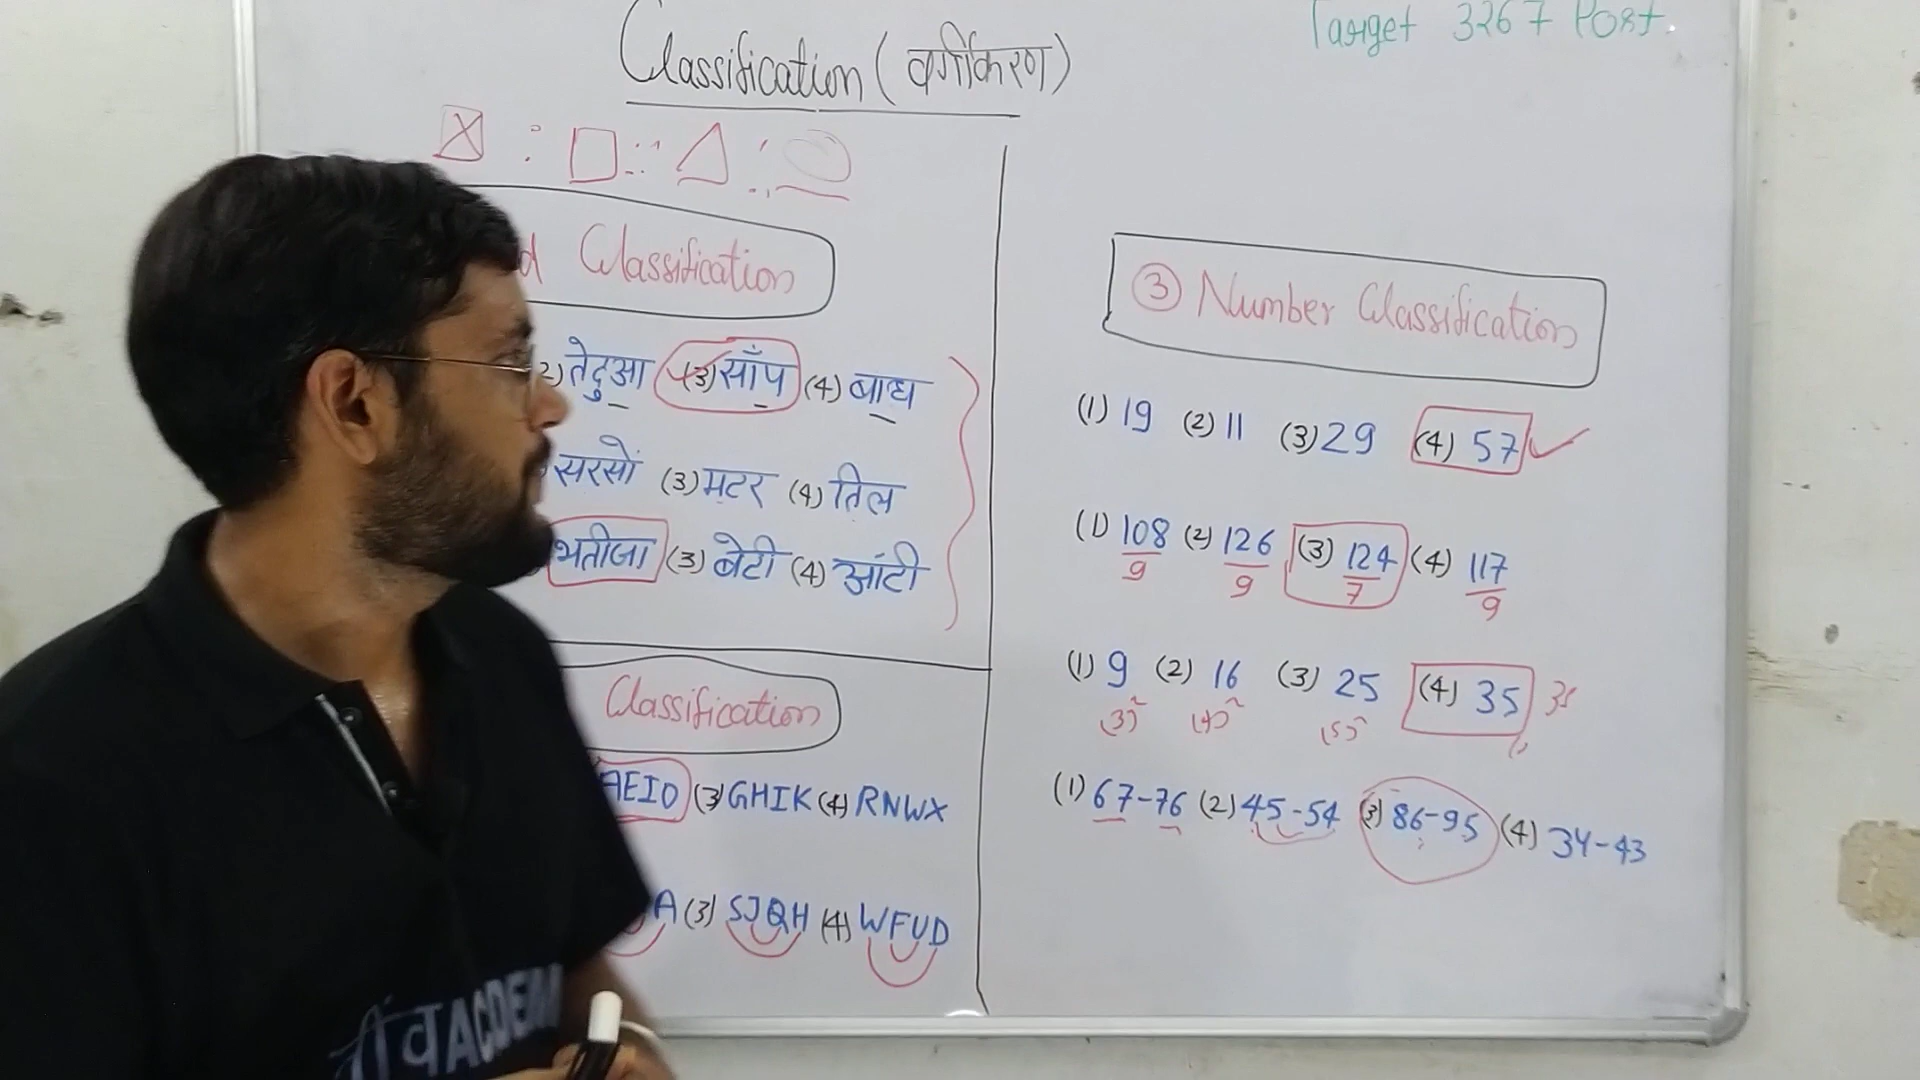 Target 3267 Post.
Classification (वर्गीकरण)
Classification
तेदुआ (3) साँप (4) बाघ
सरसों (3) मटर (4) तिल
भतीजा (3) बेटी (4) आंटी
Classification
AEIO (3) GHIK (4) RNWX
A (3) SJQH (4) WFUD
③ Number Classification
(1) 19 (2) 11 (3) 29 (4) 57
(1) 108 (2) 126 (3) 124 (4) 117
9 9 7 9
(1) 9 (2) 16 (3) 25 (4) 35
(3)² (4)² (5)²
(1) 67-76 (2) 45-54 (3) 86-95 (4) 34-43
ACDEM